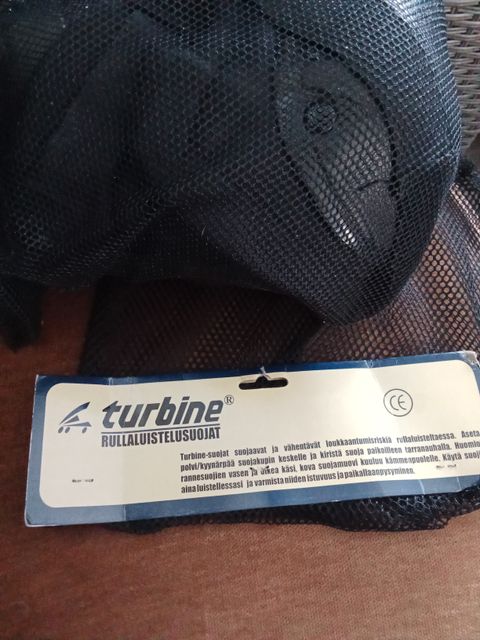 turbine®
RULLALUISTELUSUOJAT
CE
Turbine-suojat suojaavat ja vähentävät loukkaantumisriskiä rullaluisteltaessa. Aseta
polvi/kyynärpää suojakupin keskelle ja kiristä suoja paikoilleen tarranauhalla. Huomio
rannesuojien vasen ja oikea käsi, kova suojamuovi kuuluu kämmenpuolelle. Käytä suoji
aina luistellessasi ja varmista niiden istuvuus ja paikallaanpysyminen.